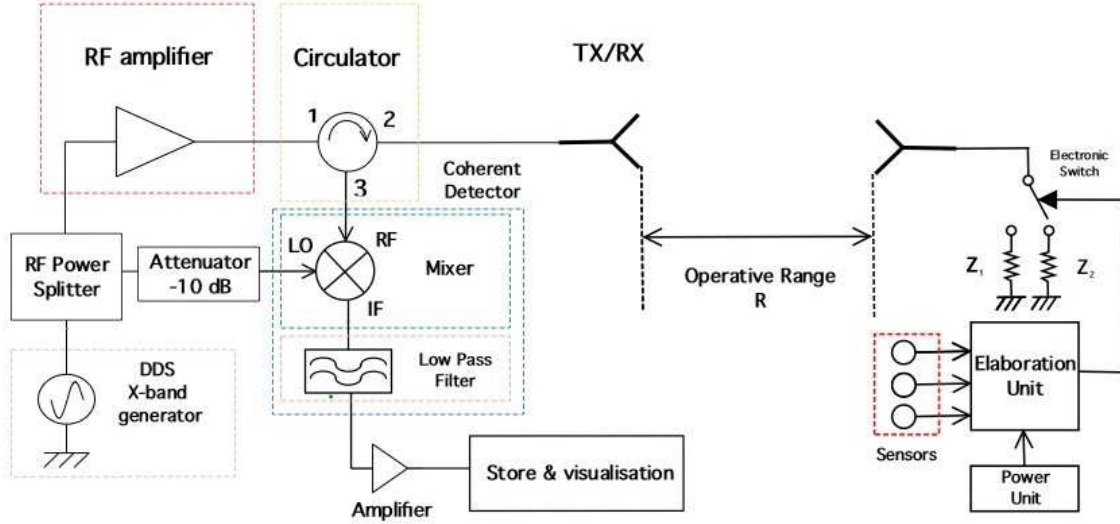 RF amplifier
Circulator
TX/RX
1
2
3
Coherent
Detector
Electronic
Switch
LO
RF
Mixer
IF
RF Power
Splitter
Attenuator
-10 dB
Operative Range
R
Z1
Z2
DDS
X-band
generator
Low Pass
Filter
Elaboration
Unit
Sensors
Power
Unit
Store & visualisation
Amplifier